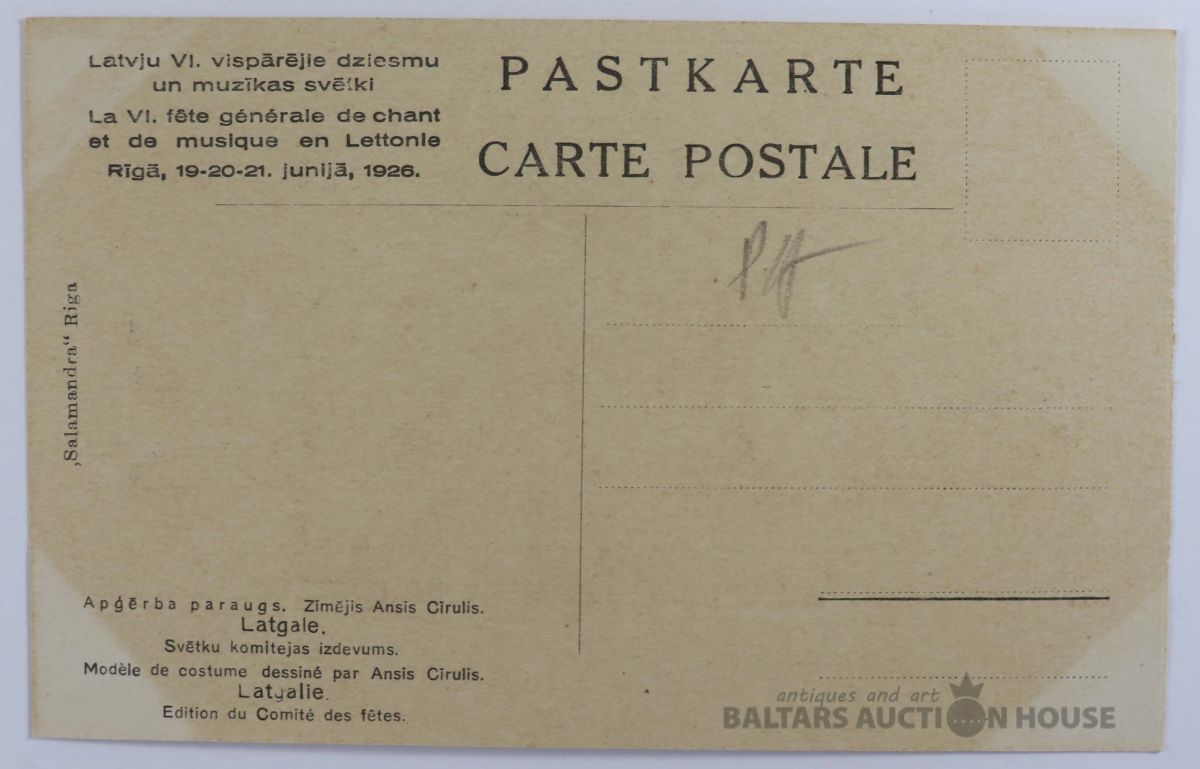 Latvju VI. vispārējie dziesmu
un muzīkas svētki
La VI. fête générale de chant
et de musique en Lettonie
Rīgā, 19-20-21. junijā, 1926.
PASTKARTE
CARTE POSTALE
„Salamandra“ Riga
Apģērba paraugs. Zīmējis Ansis Cīrulis.
Latgale.
Svētku komitejas izdevums.
Modèle de costume dessiné par Ansis Cīrulis.
Latgalie.
Edition du Comité des fêtes.
antiques and art
BALTARS AUCTION HOUSE